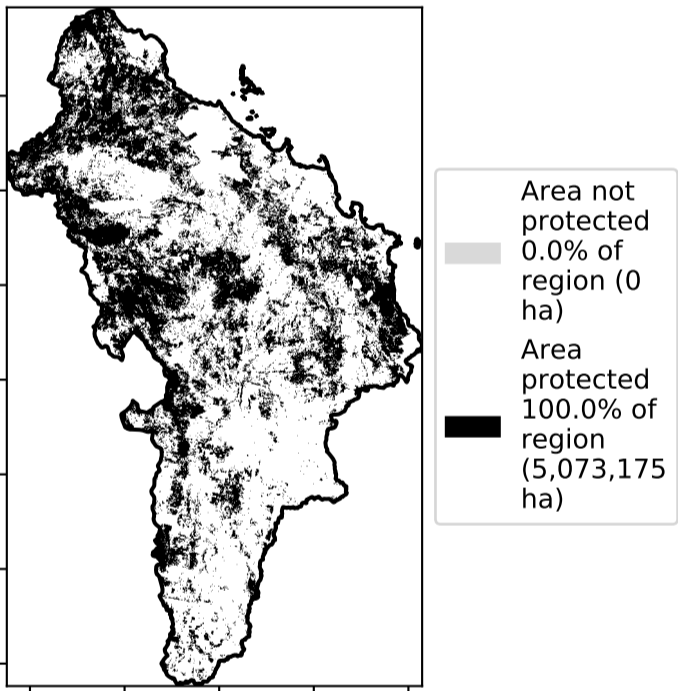 Area not
protected
0.0% of
region (0
ha)
Area
protected
100.0% of
region
(5,073,175
ha)